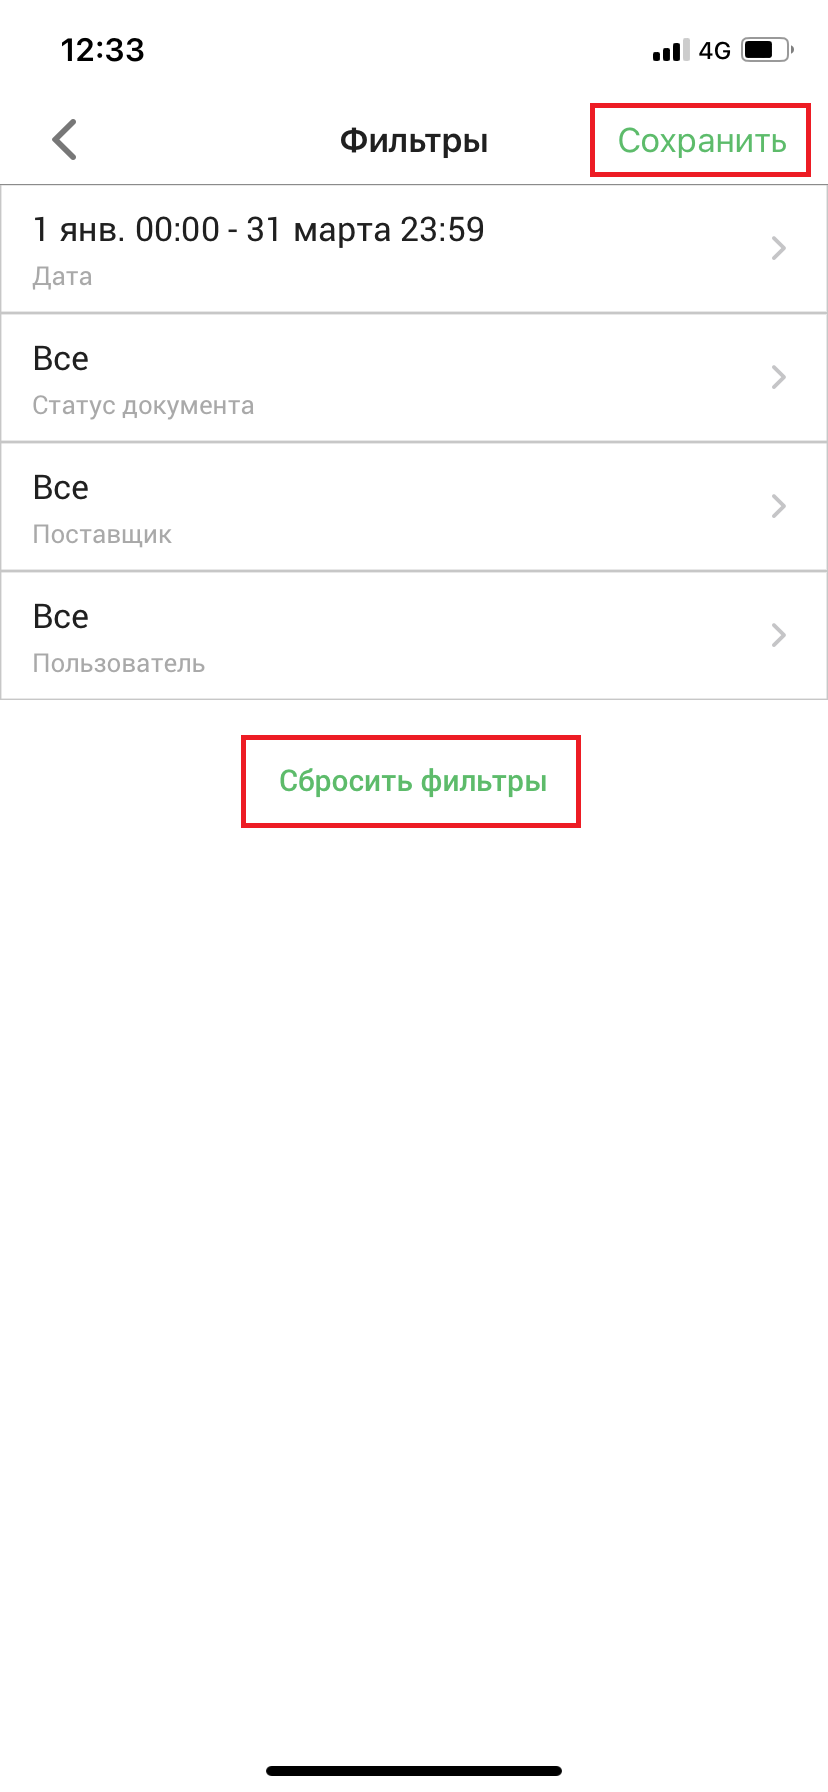 12:33
4G
Фильтры
Сохранить
1 янв. 00:00 - 31 марта 23:59
Дата
Все
Статус документа
Все
Поставщик
Все
Пользователь
Сбросить фильтры